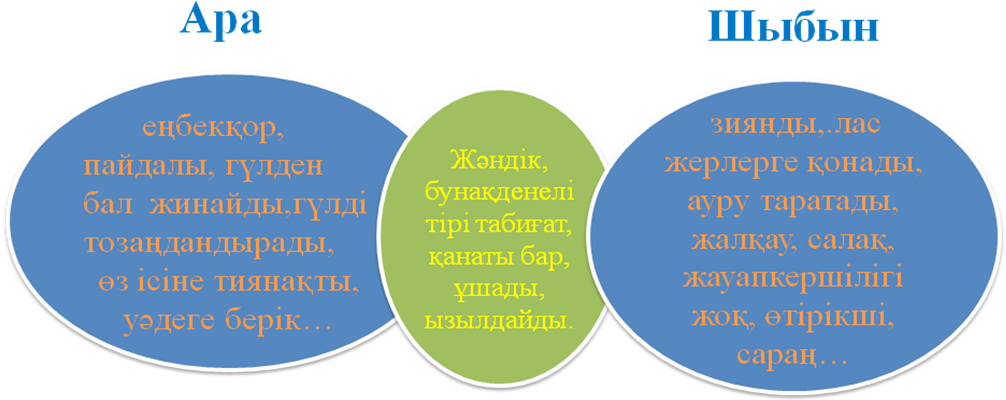 Ара
Шыбын
еңбекқор,
пайдалы, гүлден
бал жинайды,гүлді
тозаңдандырады,
өз ісіне тиянақты,
уәдеге берік…
Жәндік,
бунақденелі
тірі табиғат,
қанаты бар,
ұшады,
ызылдайды.
зиянды,.лас
жерлерге қонады,
ауру таратады,
жалқау, салақ,
жауапкершілігі
жоқ, өтірікші,
сараң…